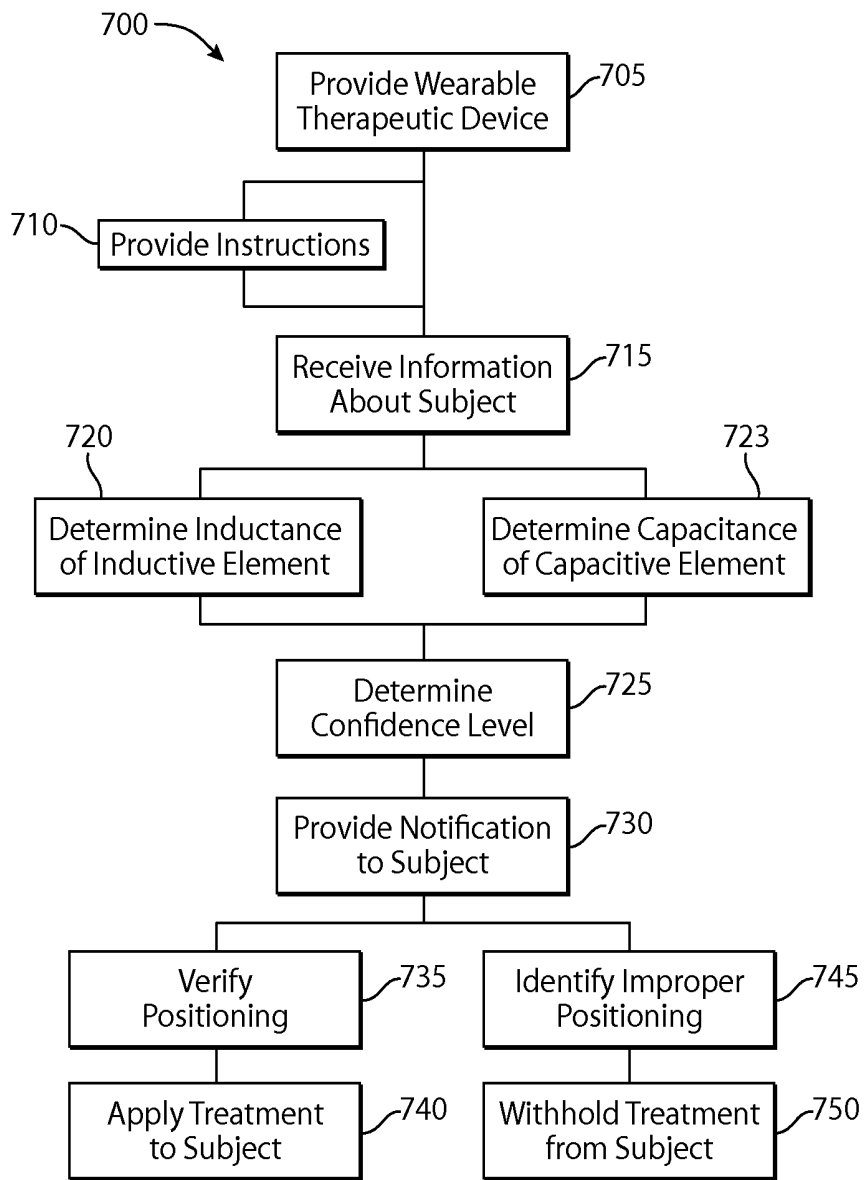 700
Provide Wearable
Therapeutic Device
705
710
Provide Instructions
Receive Information
About Subject
715
720
723
Determine Inductance
of Inductive Element
Determine Capacitance
of Capacitive Element
Determine
Confidence Level
725
Provide Notification
to Subject
730
Verify
Positioning
735
Identify Improper
Positioning
745
Apply Treatment
to Subject
740
Withhold Treatment
from Subject
750